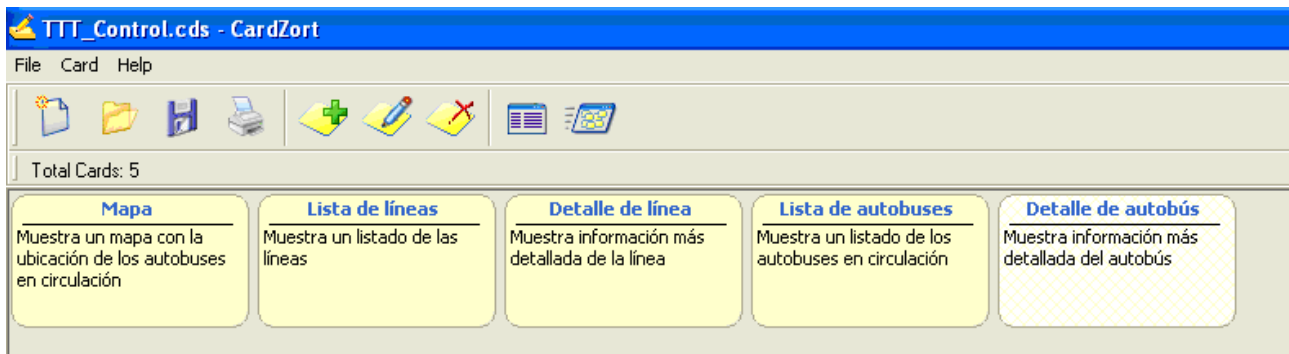 TTT_Control.cds - CardZort
File Card Help
Total Cards: 5
Mapa
Muestra un mapa con la
ubicación de los autobuses
en circulación
Lista de líneas
Muestra un listado de las
líneas
Detalle de línea
Muestra información más
detallada de la línea
Lista de autobuses
Muestra un listado de los
autobuses en circulación
Detalle de autobús
Muestra información más
detallada del autobús